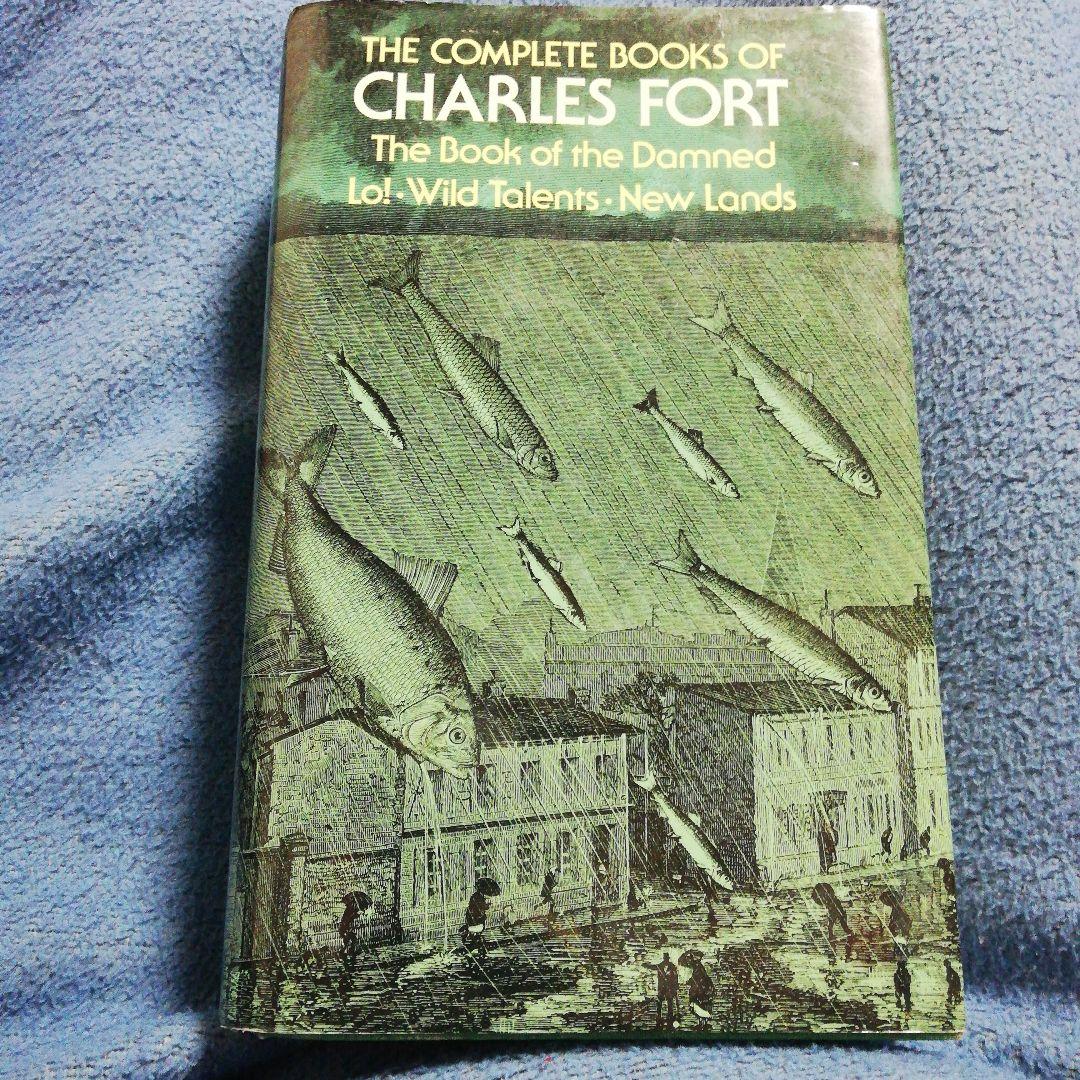 THE COMPLETE BOOKS OF
CHARLES FORT
The Book of the Damned
Lo! · Wild Talents · New Lands